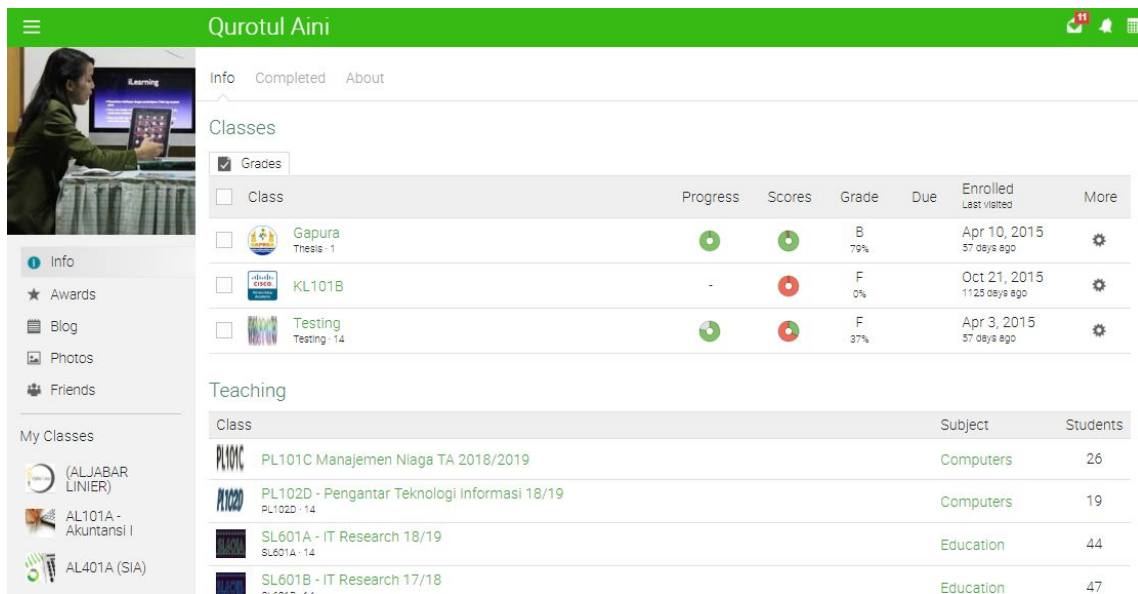 Qurotul Aini
11
iLearning
Info Completed About
Classes
Grades
Class Progress Scores Grade Due Enrolled More
Last visited
Gapura B Apr 10, 2015
Thesis · 1 79% 57 days ago
CISCO
KL101B - F Oct 21, 2015
0% 1125 days ago
Testing F Apr 3, 2015
Testing · 14 37% 57 days ago
Info
Awards
Blog
Photos
Friends
My Classes
(ALJABAR
LINIER)
AL101A -
Akuntansi I
AL401A (SIA)
Teaching
Class Subject Students
PL101C PL101C Manajemen Niaga TA 2018/2019 Computers 26
PL102D PL102D - Pengantar Teknologi Informasi 18/19 Computers 19
PL102D · 14
SL601A SL601A - IT Research 18/19 Education 44
SL601A · 14
SL601B - IT Research 17/18 Education 47